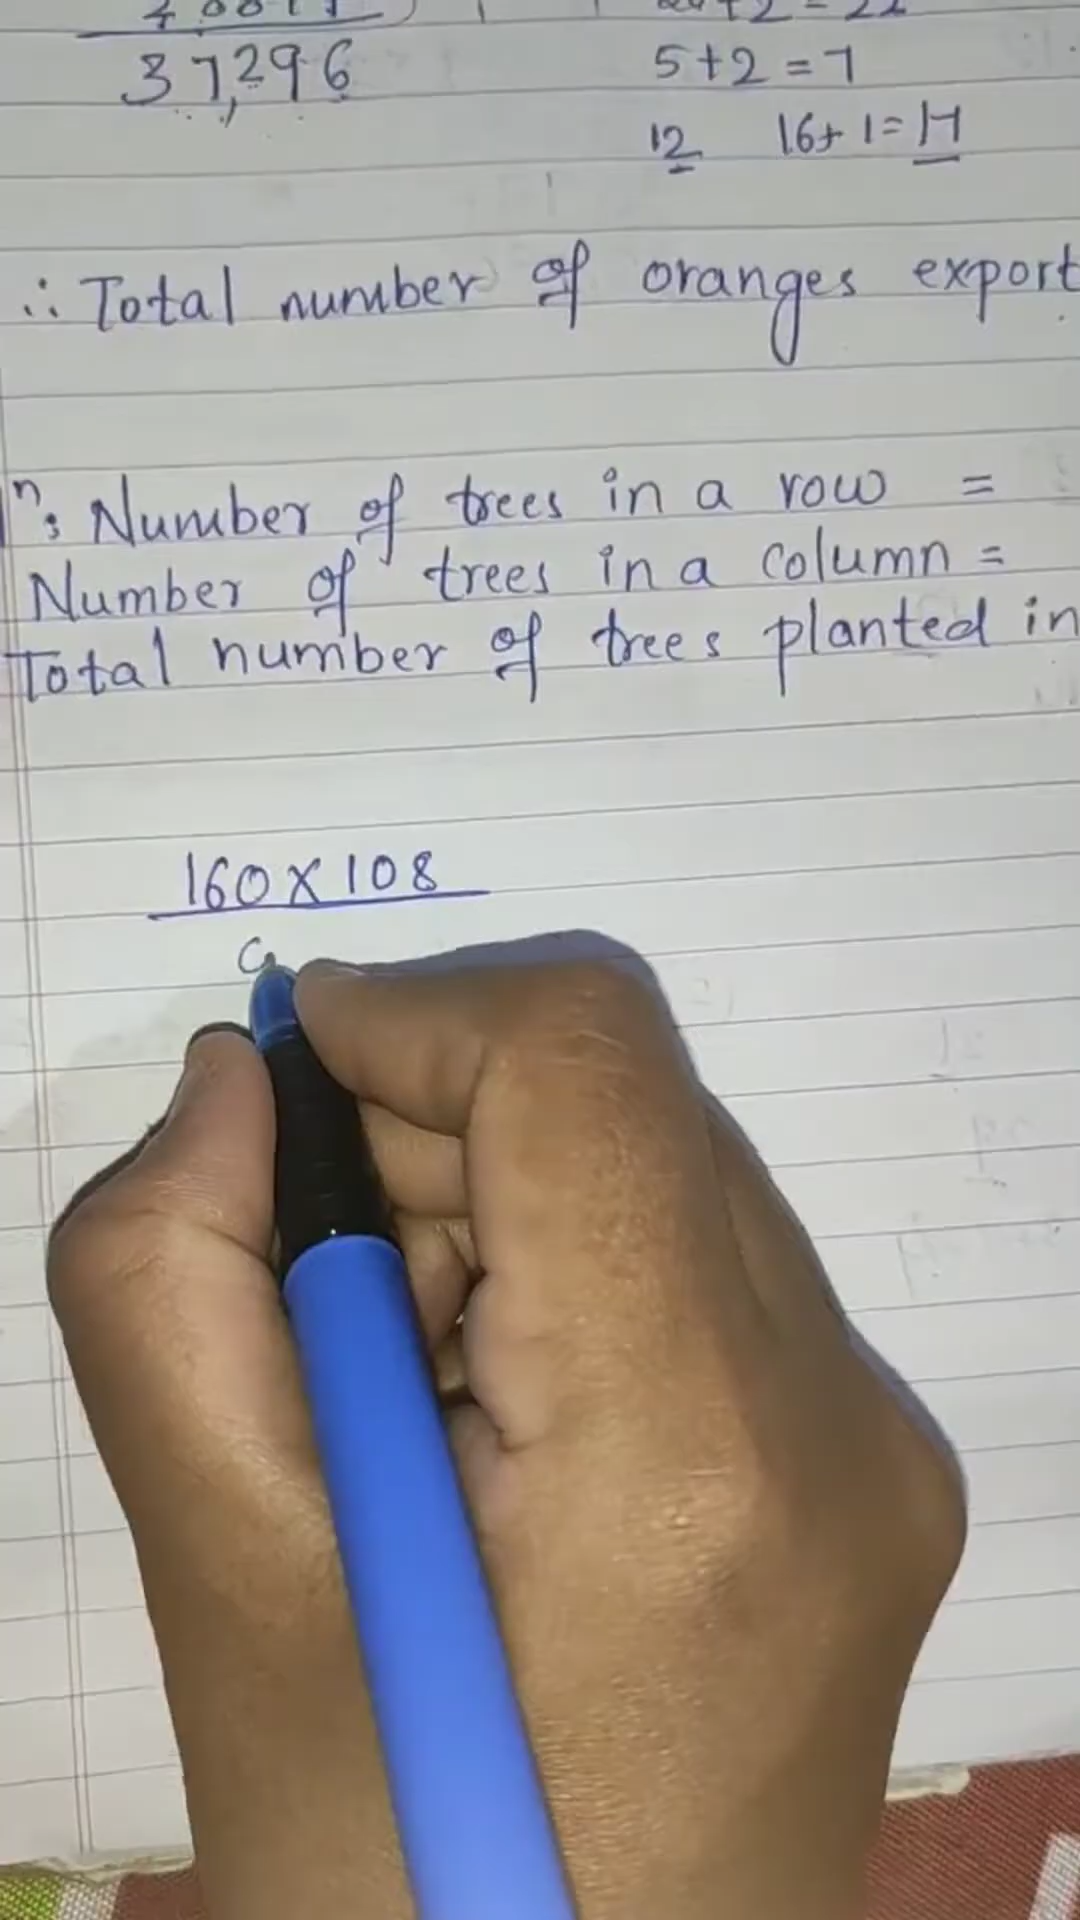 37,296
5+2=7
12 16+1=17
∴ Total number of oranges export
n: Number of trees in a row =
Number of trees in a column =
Total number of trees planted in
160×108